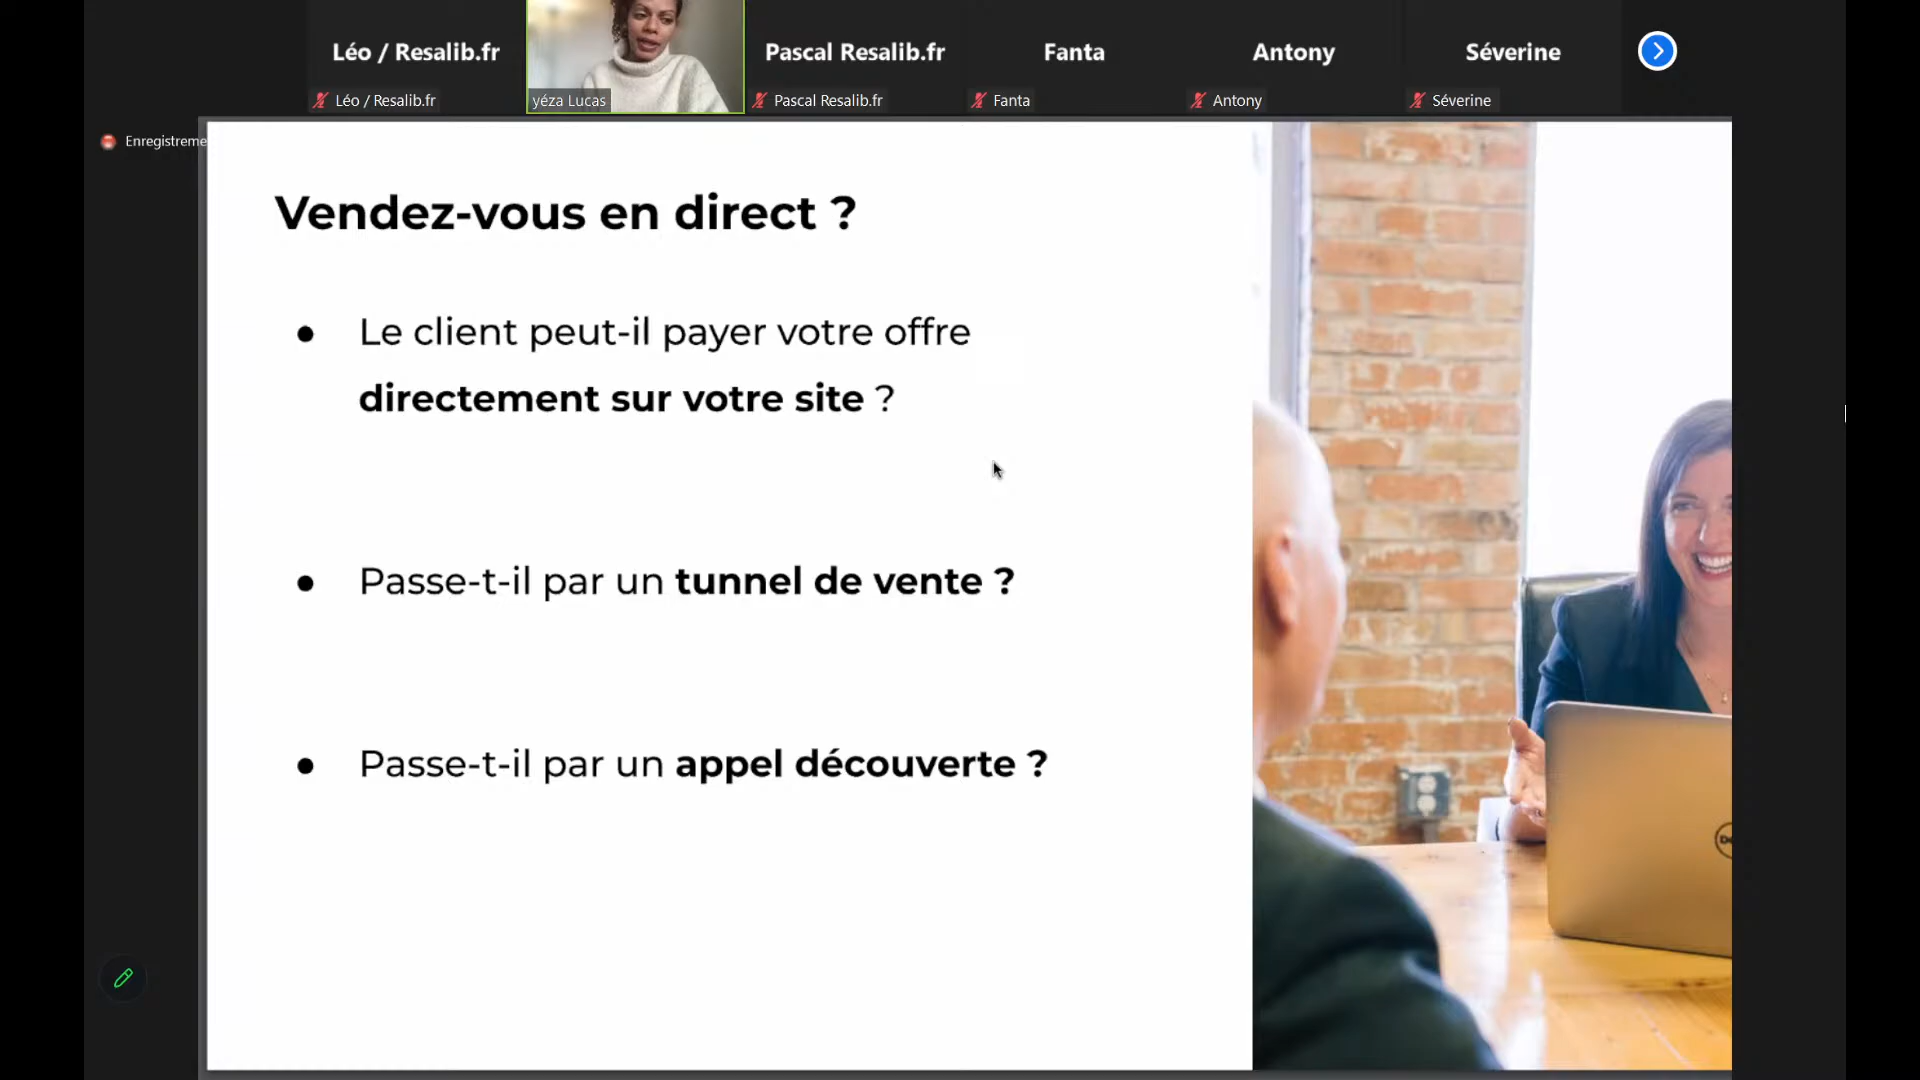 Léo / Resalib.fr
Pascal Resalib.fr
Fanta
Antony
Séverine
Léo / Resalib.fr
yéza Lucas
Pascal Resalib.fr
Fanta
Antony
Séverine
Enregistreme
Vendez-vous en direct ?
● Le client peut-il payer votre offre
directement sur votre site ?
● Passe-t-il par un tunnel de vente ?
● Passe-t-il par un appel découverte ?